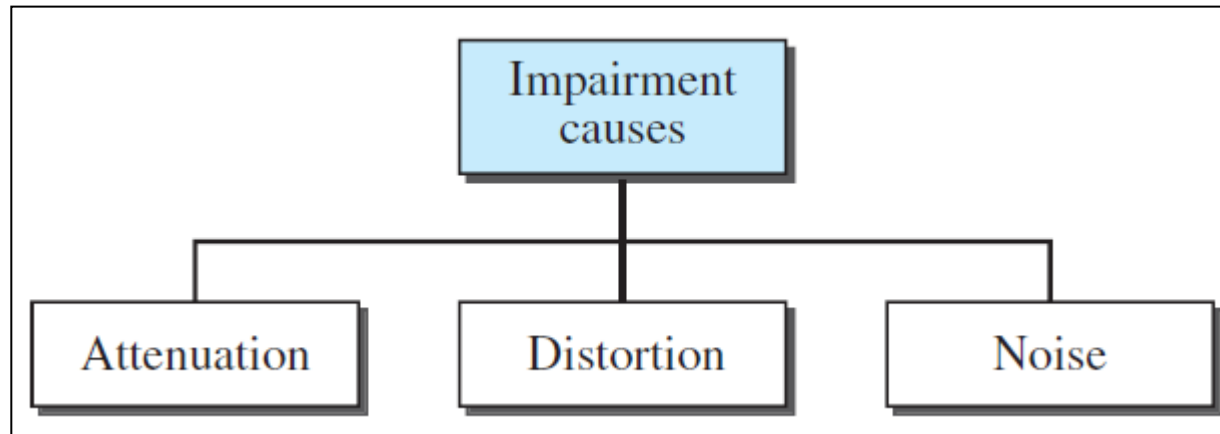 Impairment
causes
Attenuation
Distortion
Noise